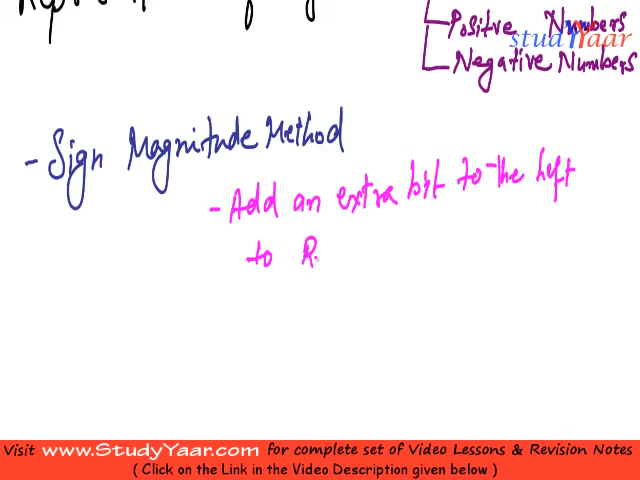 Positve Numbers
studYaar
Negative Numbers
- Sign Magnitude Method
- Add an extra bit to the left
to R
Visit www.StudyYaar.com for complete set of Video Lessons & Revision Notes
( Click on the Link in the Video Description given below )